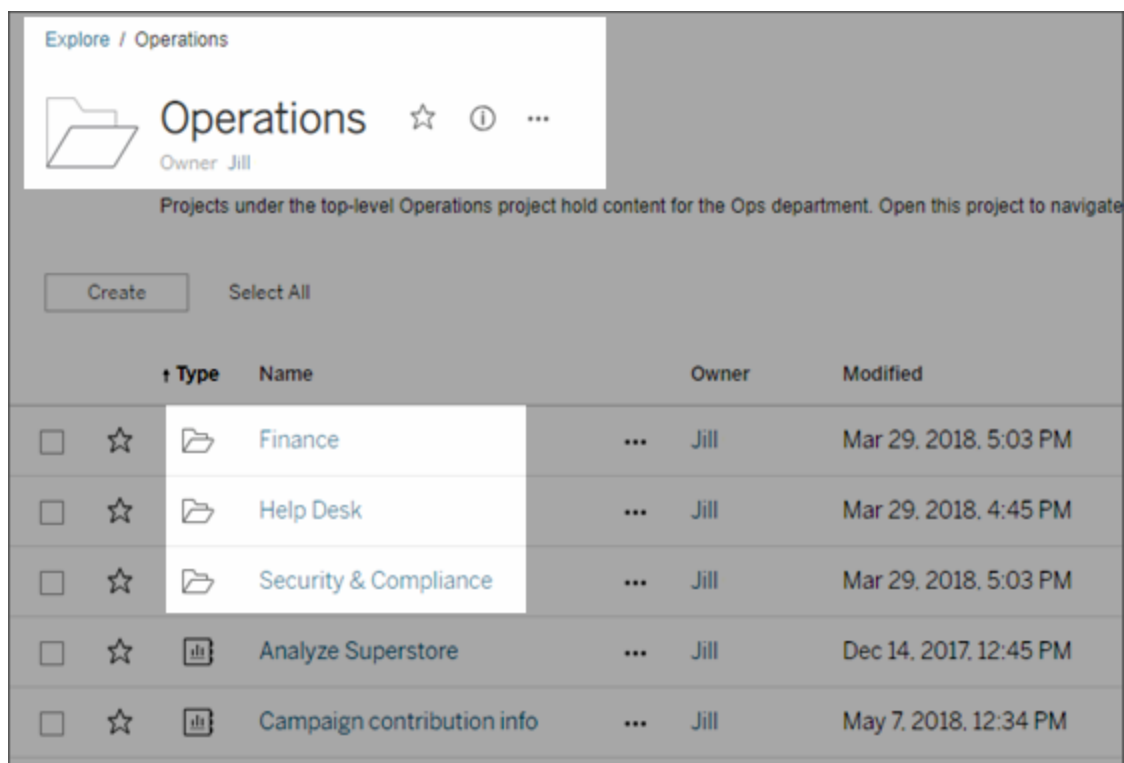 Explore / Operations
Operations
Owner Jill
Projects under the top-level Operations project hold content for the Ops department. Open this project to navigate
Create Select All
↑ Type Name Owner Modified
Finance ••• Jill Mar 29, 2018, 5:03 PM
Help Desk ••• Jill Mar 29, 2018, 4:45 PM
Security & Compliance ••• Jill Mar 29, 2018, 5:03 PM
Analyze Superstore ••• Jill Dec 14, 2017, 12:45 PM
Campaign contribution info ••• Jill May 7, 2018, 12:34 PM